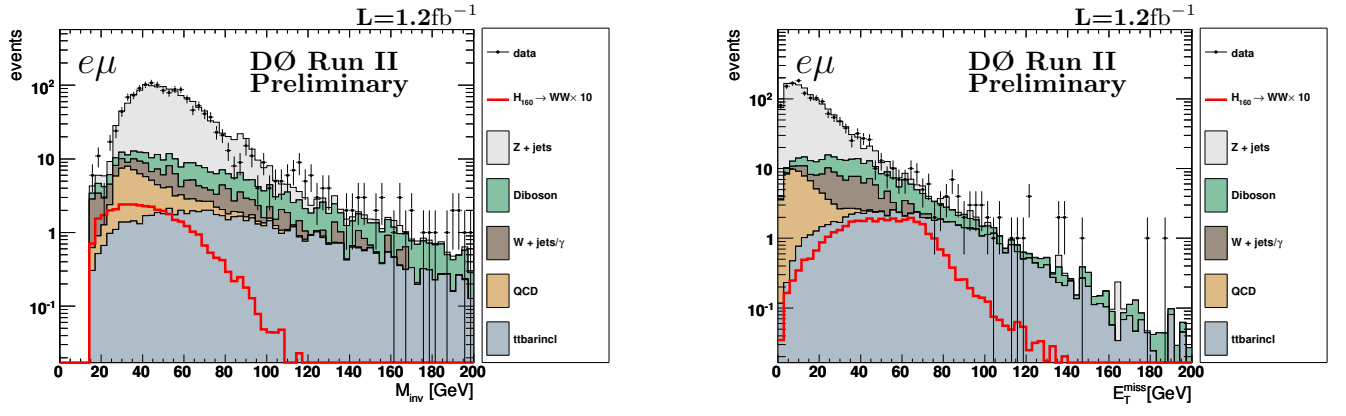 L=1.2fb⁻¹
events
10²
10
1
10⁻¹
eμ
DØ Run II
Preliminary
0 20 40 60 80 100 120 140 160 180 200
M_inv [GeV]
data
H₁₆₀ → WW× 10
Z + jets
Diboson
W + jets/γ
QCD
ttbarincl
L=1.2fb⁻¹
events
10²
10
1
10⁻¹
eμ
DØ Run II
Preliminary
0 20 40 60 80 100 120 140 160 180 200
E_T^miss[GeV]
data
H₁₆₀ → WW× 10
Z + jets
Diboson
W + jets/γ
QCD
ttbarincl